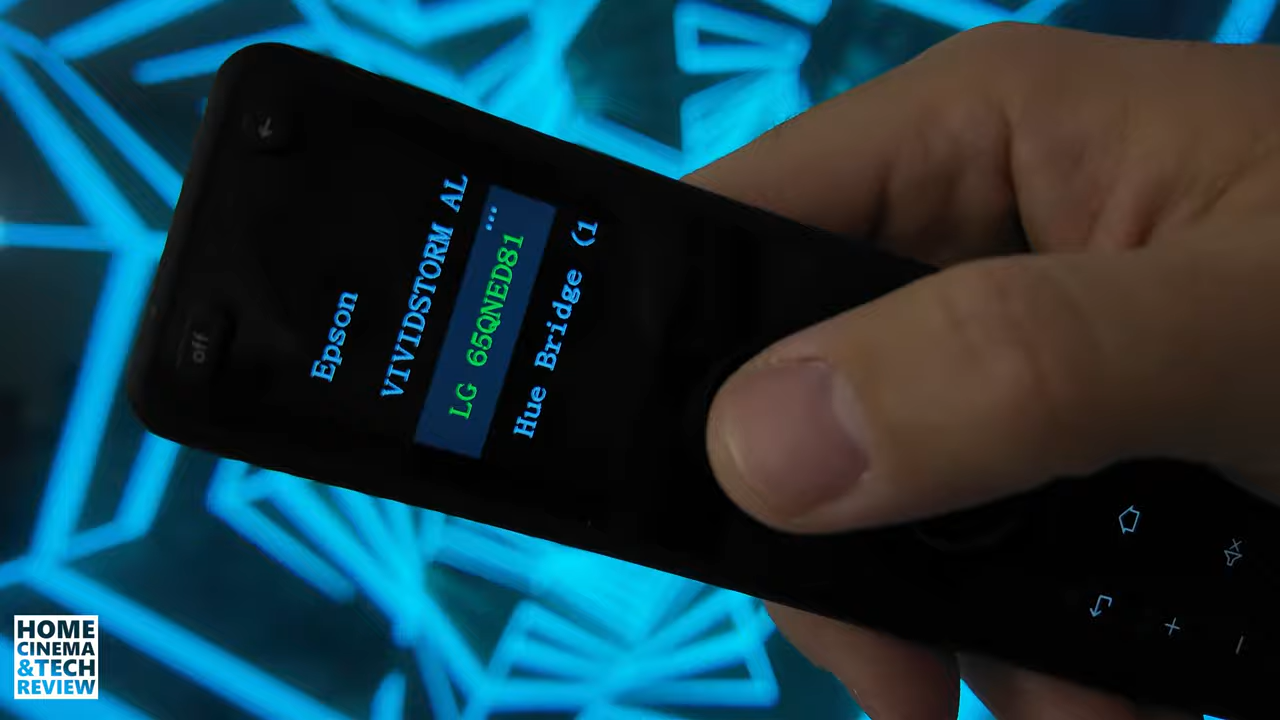 off
Epson
VIVIDSTORM AL
LG 65QNED81
...
Hue Bridge (1
HOME
CINEMA
&TECH
REVIEW